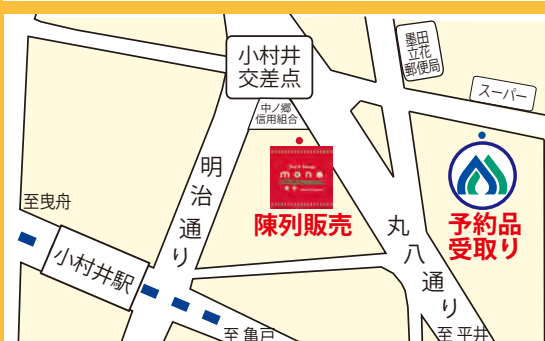 小村井
交差点
墨田
立花
郵便局
スーパー
中ノ郷
信用組合
mona
陳列販売
予約品
受取り
明治通り
丸八通り
至曳舟
小村井駅
至 亀戸
至 平井